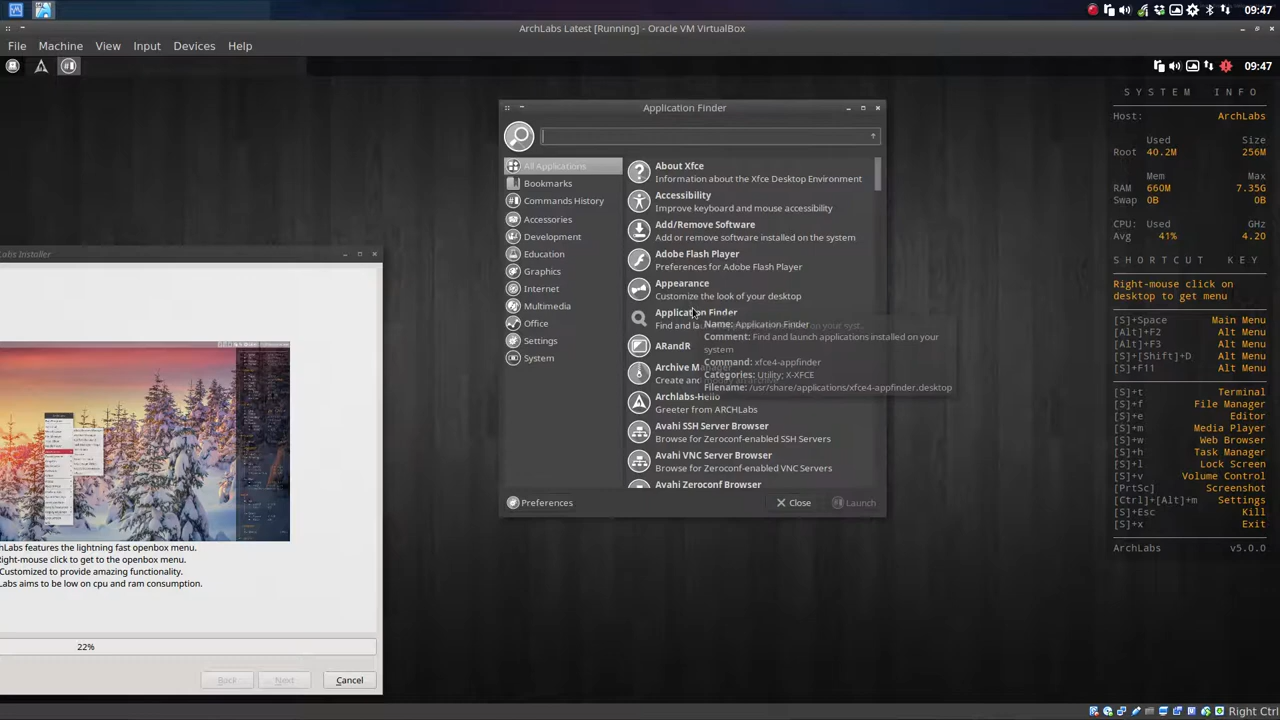 09:47
ArchLabs Latest [Running] - Oracle VM VirtualBox
File Machine View Input Devices Help
09:47
Application Finder
All Applications
Bookmarks
Commands History
Accessories
Development
Education
Graphics
Internet
Multimedia
Office
Settings
System
About Xfce
Information about the Xfce Desktop Environment
Accessibility
Improve keyboard and mouse accessibility
Add/Remove Software
Add or remove software installed on the system
Adobe Flash Player
Preferences for Adobe Flash Player
Appearance
Customize the look of your desktop
Application Finder
Find and la
ARandR
Archive Man
Create and
Archlabs-Hello
Greeter from ARCHLabs
Avahi SSH Server Browser
Browse for Zeroconf-enabled SSH Servers
Avahi VNC Server Browser
Browse for Zeroconf-enabled VNC Servers
Avahi Zeroconf Browser
Name: Application Finder
Comment: Find and launch applications installed on your
system
Command: xfce4-appfinder
Categories: Utility; X-XFCE
Filename: /usr/share/applications/xfce4-appfinder.desktop
Preferences
Close
Launch
Labs Installer
hLabs features the lightning fast openbox menu.
ight-mouse click to get to the openbox menu.
Customized to provide amazing functionality.
Labs aims to be low on cpu and ram consumption.
22%
Back
Next
Cancel
SYSTEM INFO
Host: ArchLabs
Used Size
Root 40.2M 256M
Mem Max
RAM 660M 7.35G
Swap 0B 0B
CPU: GHz
Avg 41% 4.20
SHORTCUT KEY
Right-mouse click on
desktop to get menu
[S]+Space Main Menu
[Alt]+F2 Alt Menu
[Alt]+F3 Alt Menu
[S]+[Shift]+D Alt Menu
[S]+F11 Alt Menu
[S]+t Terminal
[S]+f File Manager
[S]+e Editor
[S]+m Media Player
[S]+w Web Browser
[S]+h Task Manager
[S]+l Lock Screen
[S]+v Volume Control
[PrtSc] Screenshot
[Ctrl]+[Alt]+m Settings
[S]+Esc Kill
[S]+x Exit
ArchLabs v5.0.0
Right Ctrl